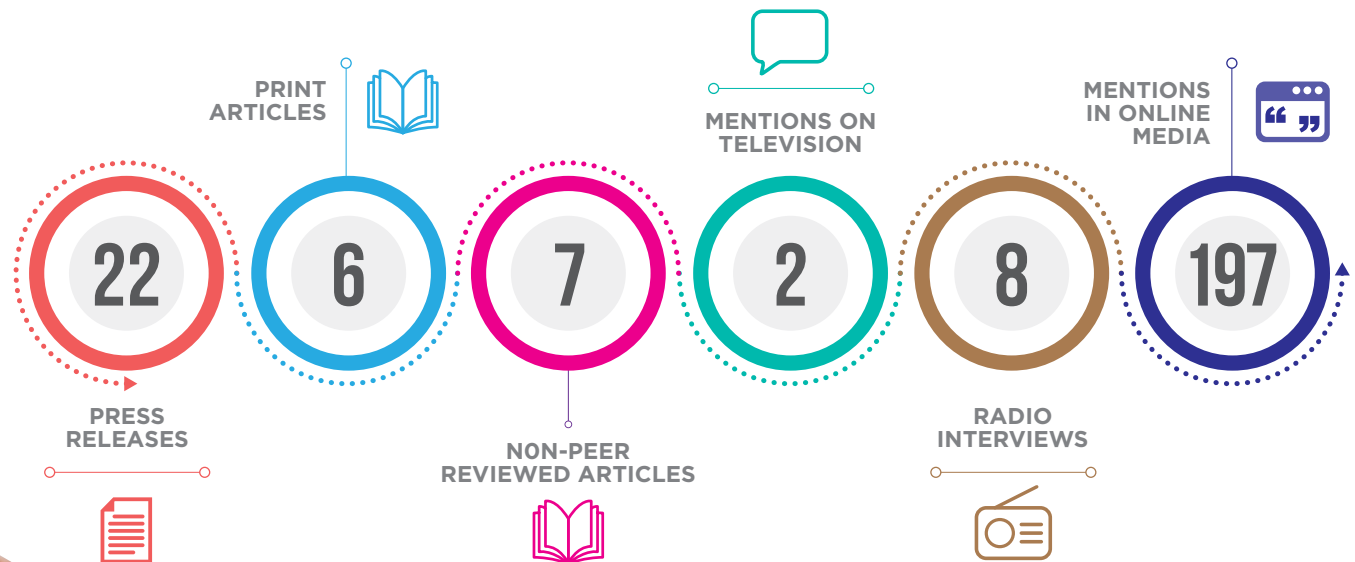 PRINT
ARTICLES
MENTIONS ON
TELEVISION
MENTIONS
IN ONLINE
MEDIA
“ ”
22
6
7
2
8
197
PRESS
RELEASES
NON-PEER
REVIEWED ARTICLES
RADIO
INTERVIEWS